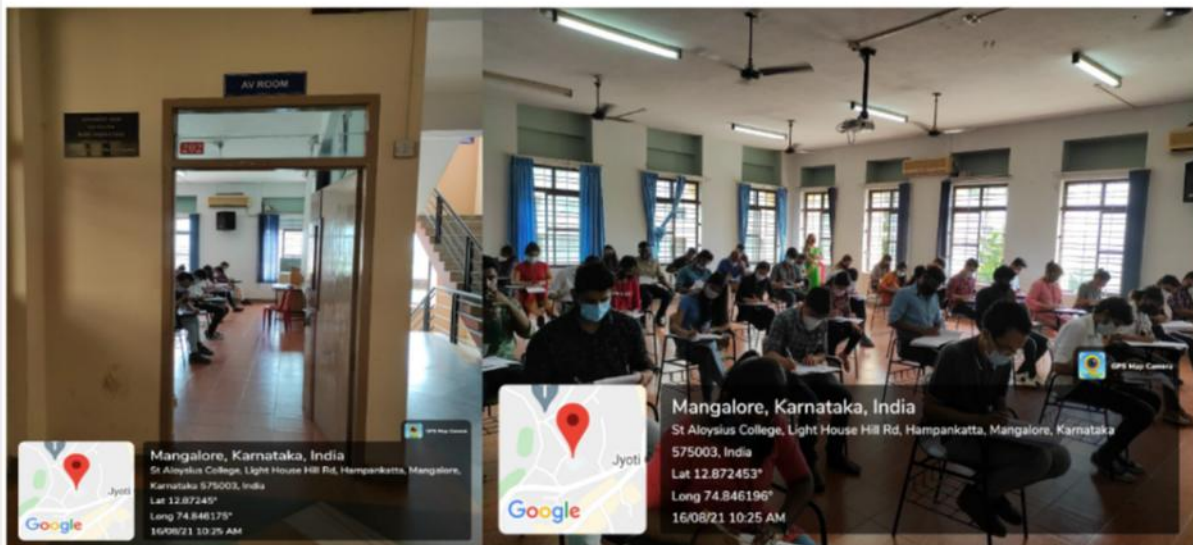 AV ROOM
202
GPS Map Camera
Jyoti
Google
Mangalore, Karnataka, India
St Aloysius College, Light House Hill Rd, Hampankatta, Mangalore,
Karnataka 575003, India
Lat 12.87245°
Long 74.846175°
16/08/21 10:25 AM
GPS Map Camera
Jyoti
Google
Mangalore, Karnataka, India
St Aloysius College, Light House Hill Rd, Hampankatta, Mangalore, Karnataka
575003, India
Lat 12.872453°
Long 74.846196°
16/08/21 10:25 AM